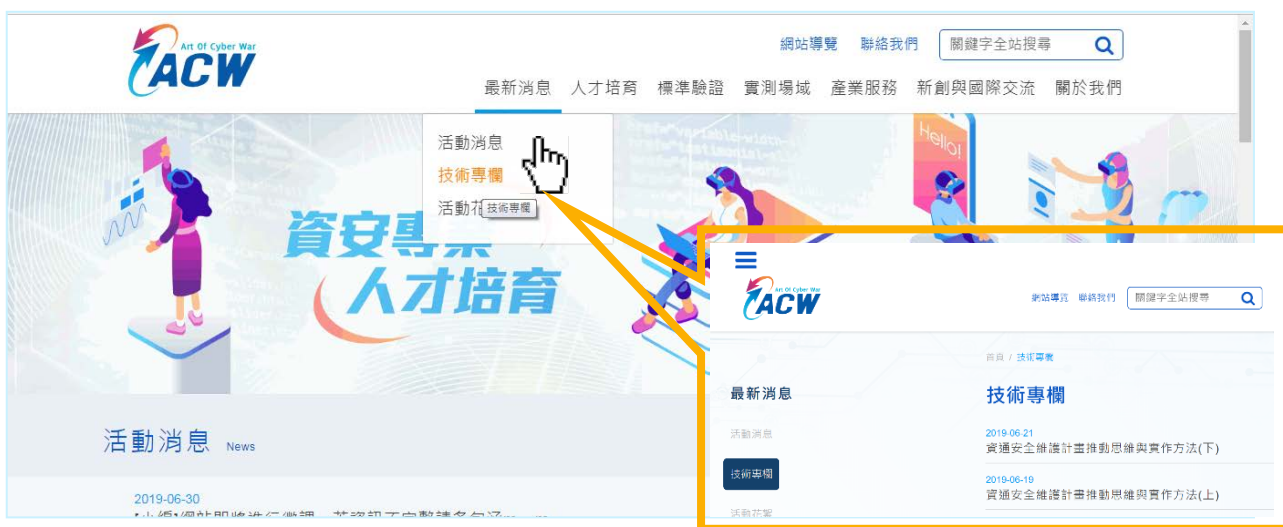 Art Of Cyber War
ACW
網站導覽 聯絡我們 關鍵字全站搜尋
最新消息 人才培育 標準驗證 實測場域 產業服務 新創與國際交流 關於我們
活動消息
技術專欄
活動花
技術專欄
Hello!
資安專業
人才培育
活動消息 News
2019-06-30
Art Of Cyber War
ACW
網站導覽 聯絡我們 關鍵字全站搜尋
首頁 / 技術專欄
最新消息
技術專欄
活動消息
2019-06-21
資通安全維護計畫推動思維與實作方法(下)
技術專欄
2019-06-19
資通安全維護計畫推動思維與實作方法(上)
活動花絮